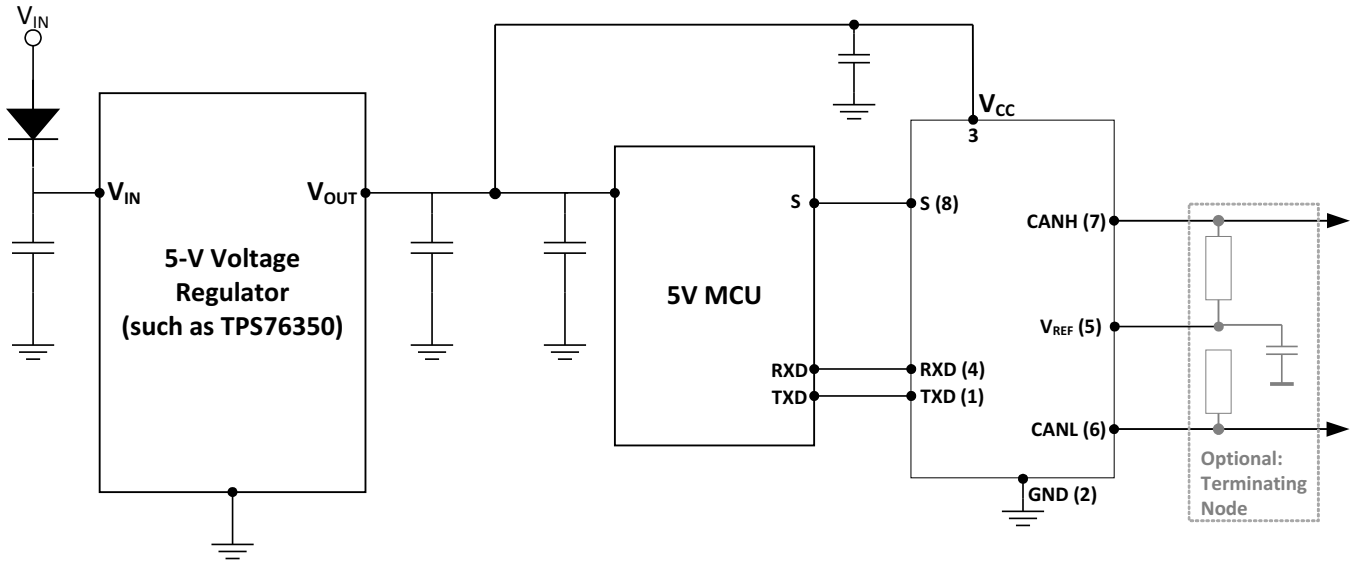 VIN
VIN
VOUT
5-V Voltage
Regulator
(such as TPS76350)
5V MCU
S
RXD
TXD
VCC
3
S (8)
RXD (4)
TXD (1)
CANH (7)
VREF (5)
CANL (6)
GND (2)
Optional:
Terminating
Node